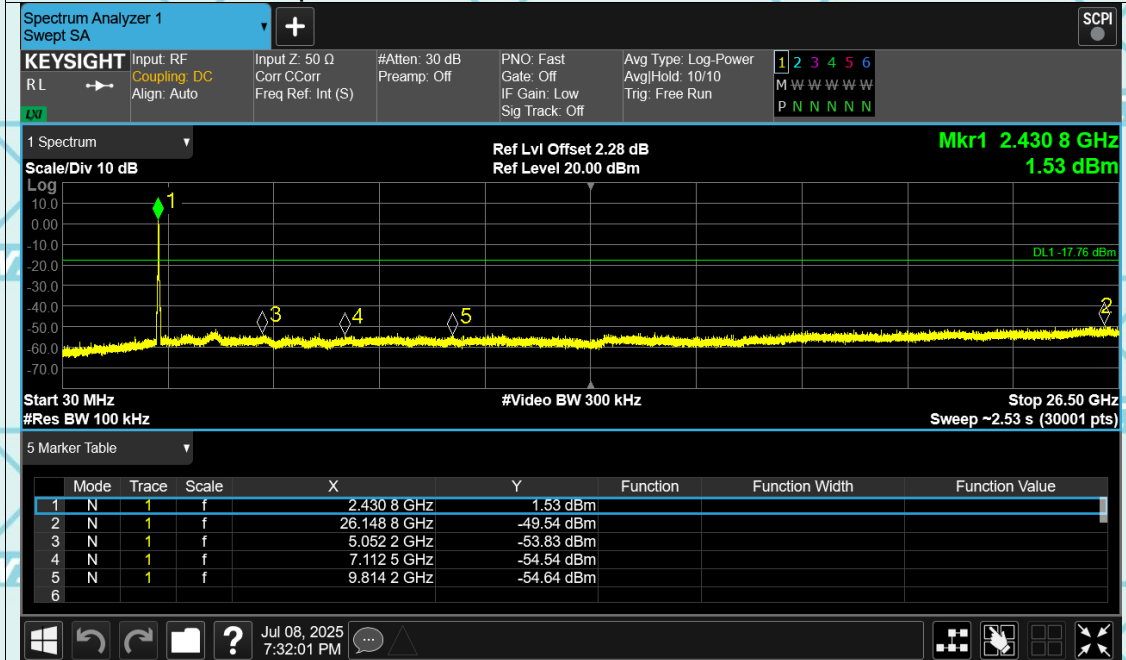 Spectrum Analyzer 1
Swept SA
+
SCPI
KEYSIGHT
R L
LXI
Input: RF
Coupling: DC
Align: Auto
Input Z: 50 Ω
Corr CCorr
Freq Ref: Int (S)
#Atten: 30 dB
Preamp: Off
PNO: Fast
Gate: Off
IF Gain: Low
Sig Track: Off
Avg Type: Log-Power
Avg|Hold: 10/10
Trig: Free Run
1 2 3 4 5 6
M W W W W W
P N N N N N
1 Spectrum
Scale/Div 10 dB
Ref Lvl Offset 2.28 dB
Ref Level 20.00 dBm
Mkr1 2.430 8 GHz
1.53 dBm
Log
10.0
0.00
-10.0
-20.0
-30.0
-40.0
-50.0
-60.0
-70.0
1
DL1 -17.76 dBm
3
4
5
2
Start 30 MHz
#Video BW 300 kHz
Stop 26.50 GHz
#Res BW 100 kHz
Sweep ~2.53 s (30001 pts)
5 Marker Table
Mode Trace Scale X Y Function Function Width Function Value
1 N 1 f 2.430 8 GHz 1.53 dBm
2 N 1 f 26.148 8 GHz -49.54 dBm
3 N 1 f 5.052 2 GHz -53.83 dBm
4 N 1 f 7.112 5 GHz -54.54 dBm
5 N 1 f 9.814 2 GHz -54.64 dBm
6
?
Jul 08, 2025
7:32:01 PM